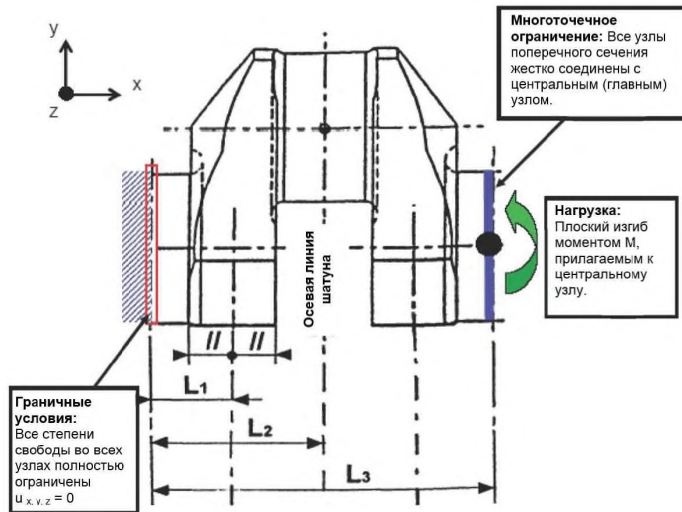 y
x
z
Многоточечное
ограничение: Все узлы
поперечного сечения
жестко соединены с
центральным (главным)
узлом.
Нагрузка:
Плоский изгиб
моментом М,
прилагаемым к
центральному
узлу.
Осевая линия
шатуна
// //
L1
L2
L3
Граничные
условия:
Все степени
свободы во всех
узлах полностью
ограничены
u x, y, z = 0